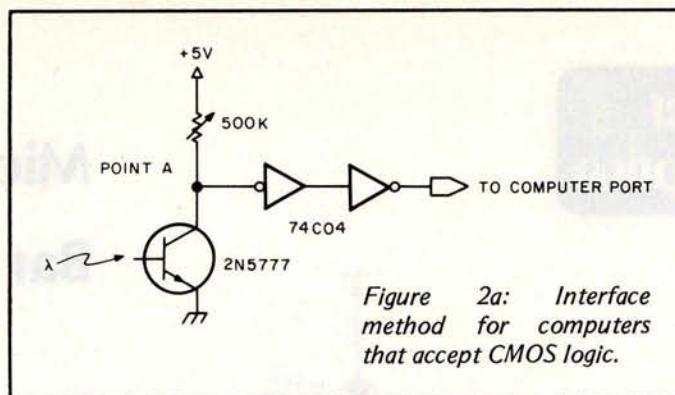 +5V
500K
POINT A
TO COMPUTER PORT
74C04
λ
2N5777
Figure 2a: Interface
method for computers
that accept CMOS logic.